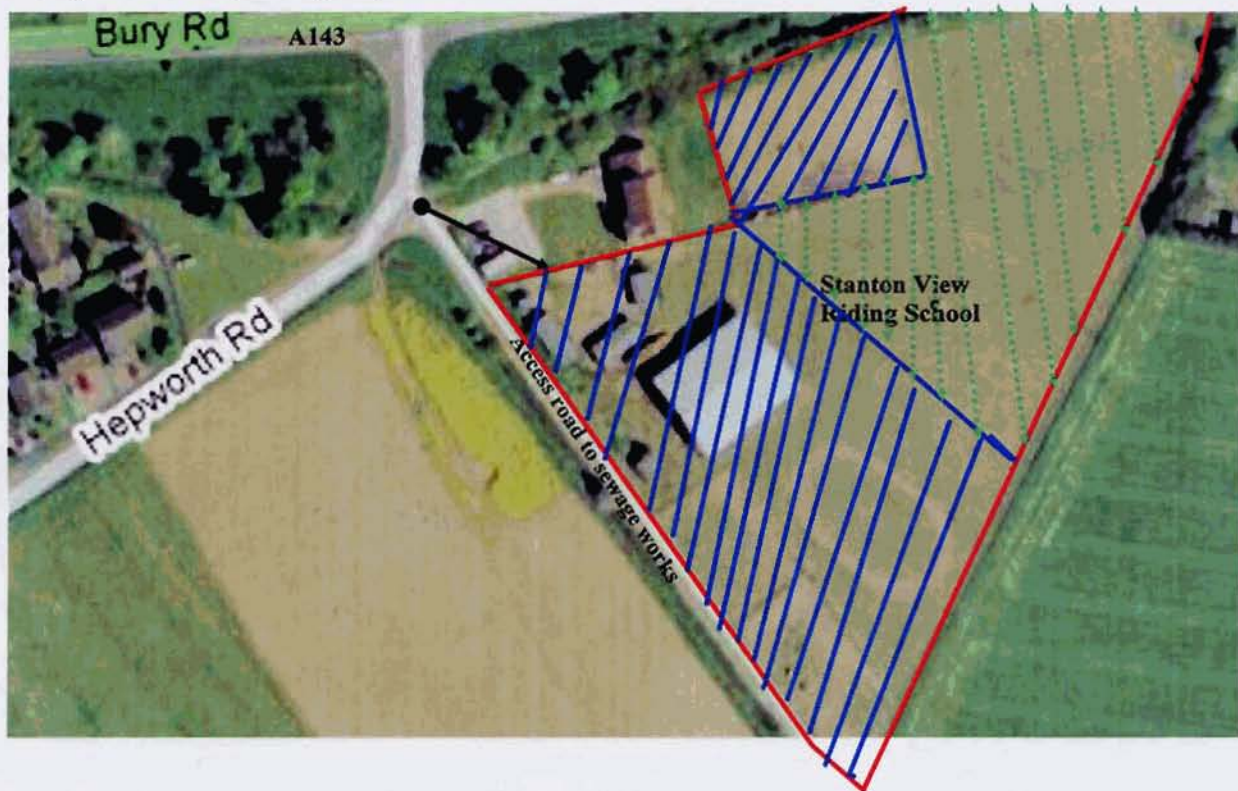 Bury Rd
A143
Stanton View
Riding School
Access road to sewage works
Hepworth Rd